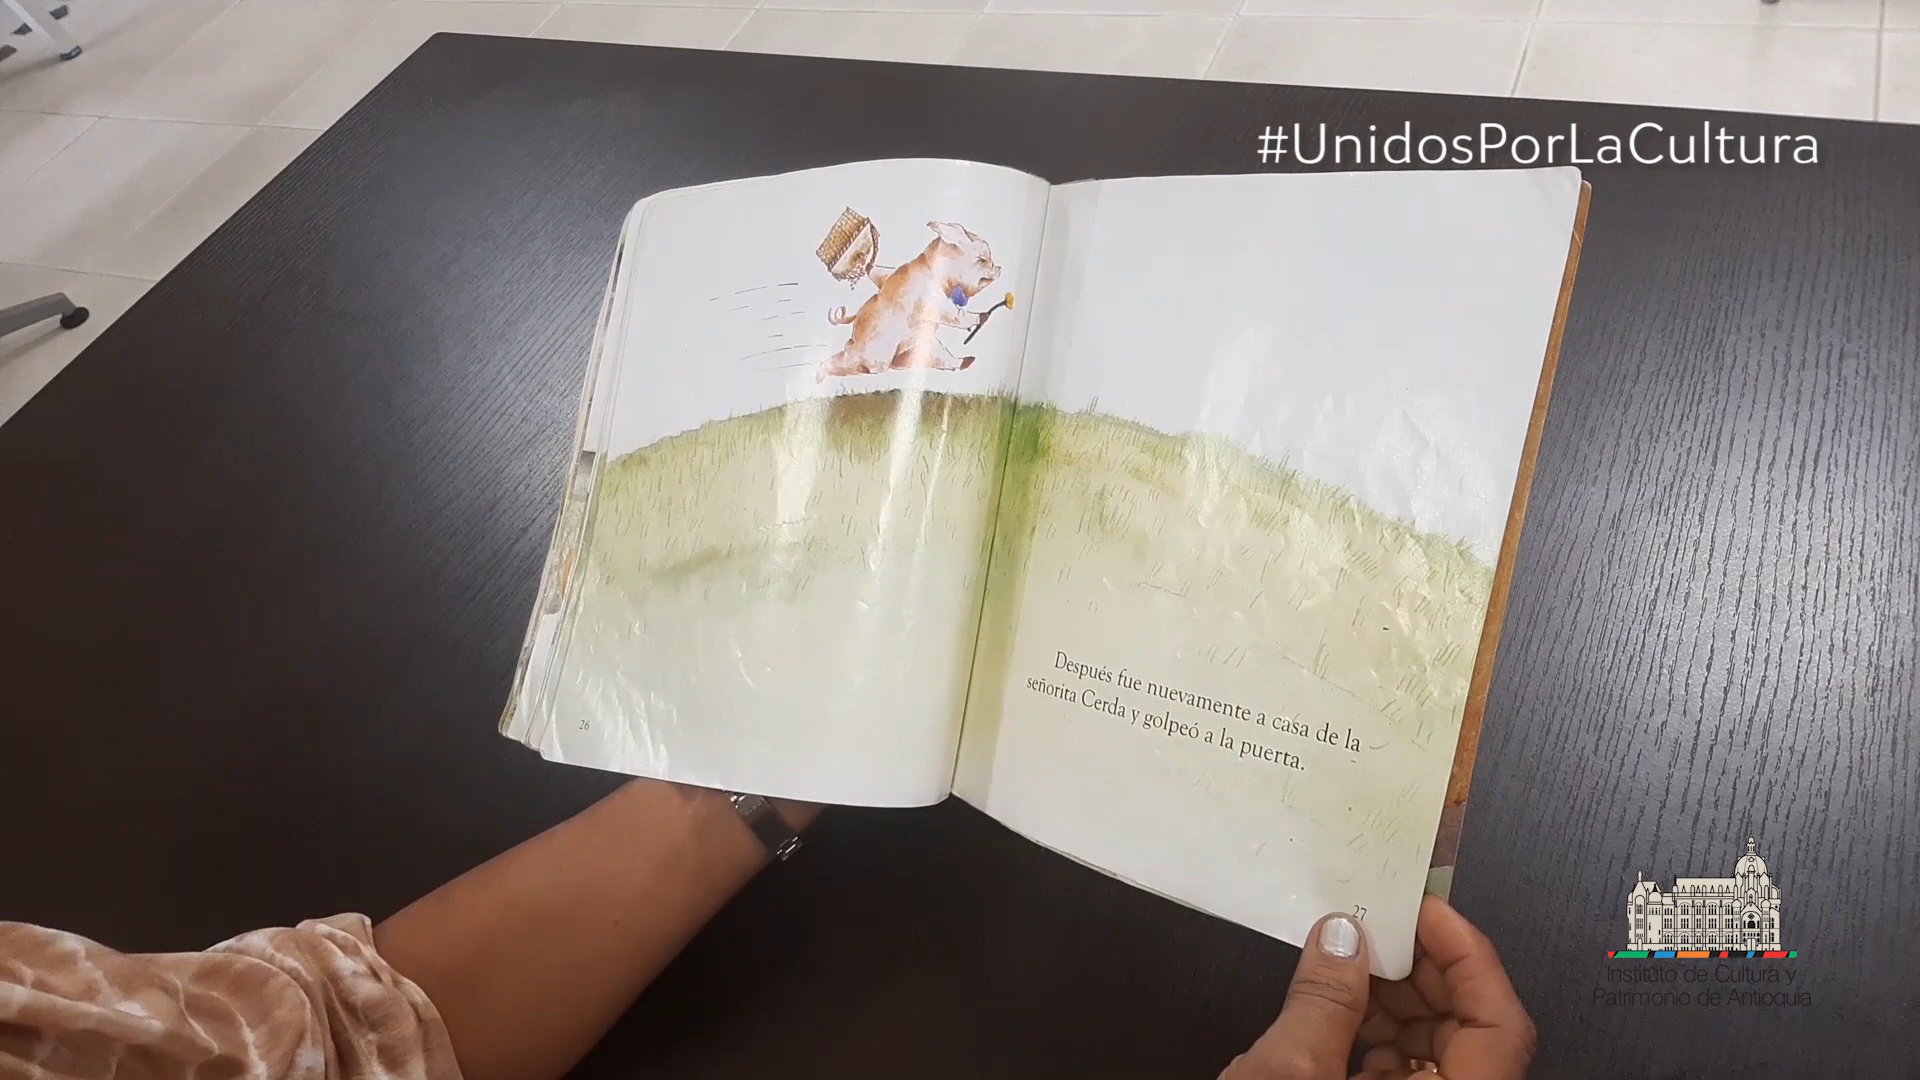 #UnidosPorLaCultura
26
Después fue nuevamente a casa de la
señorita Cerda y golpeó a la puerta.
27
Instituto de Cultura y
Patrimonio de Antioquia